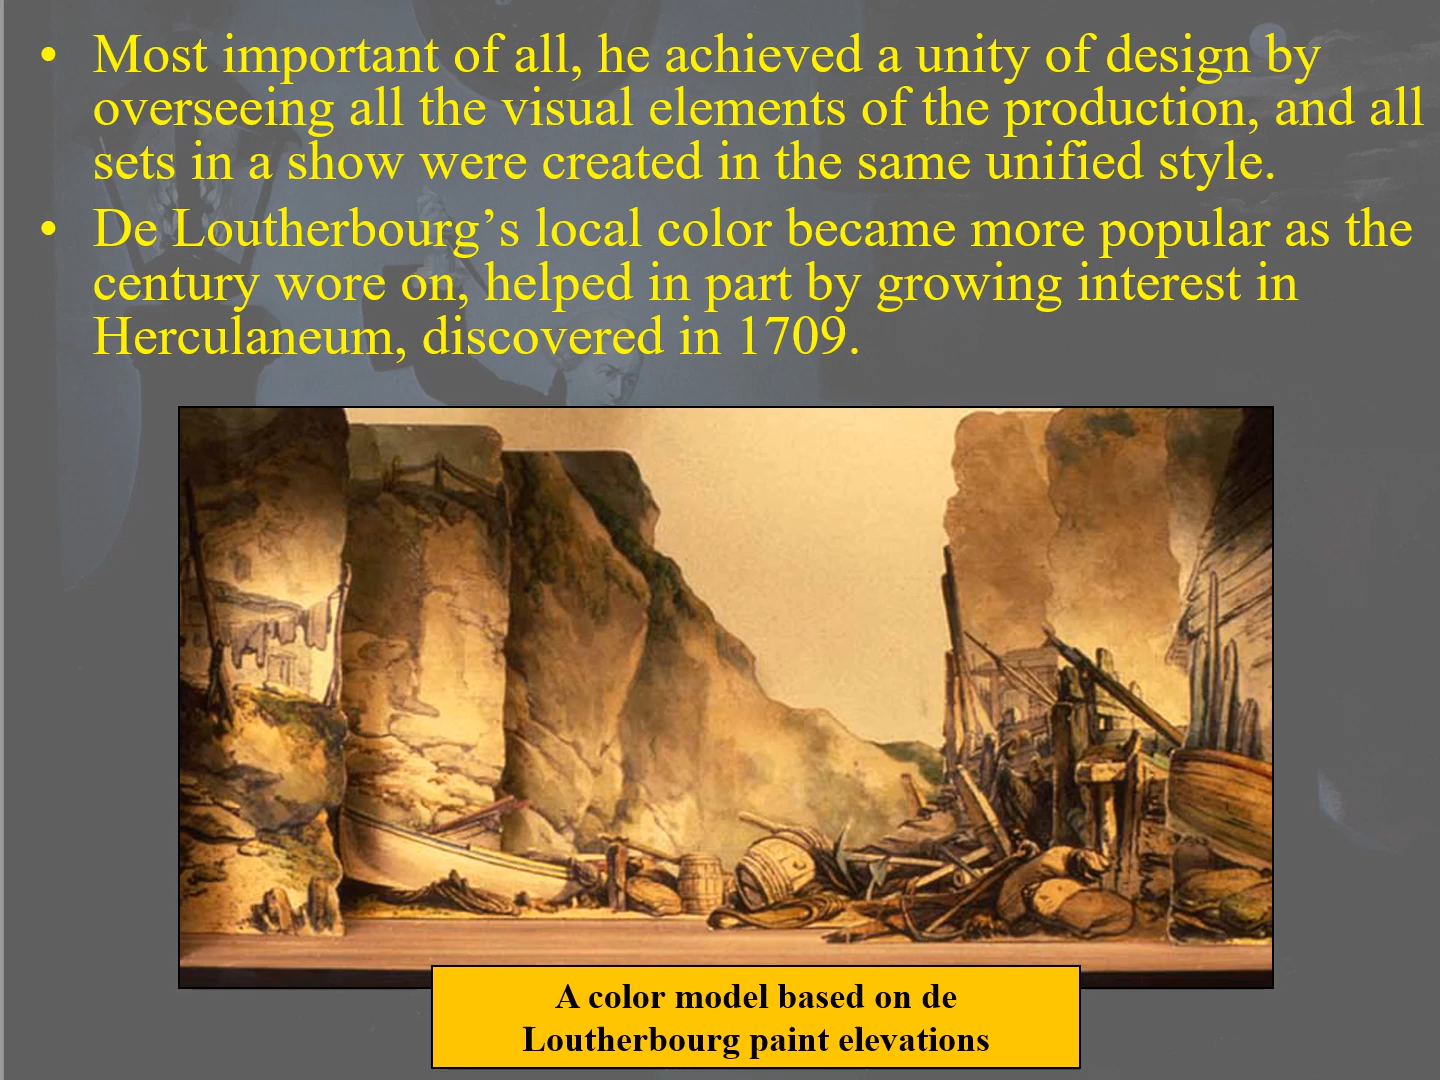 • Most important of all, he achieved a unity of design by
overseeing all the visual elements of the production, and all
sets in a show were created in the same unified style.
• De Loutherbourg’s local color became more popular as the
century wore on, helped in part by growing interest in
Herculaneum, discovered in 1709.
A color model based on de
Loutherbourg paint elevations